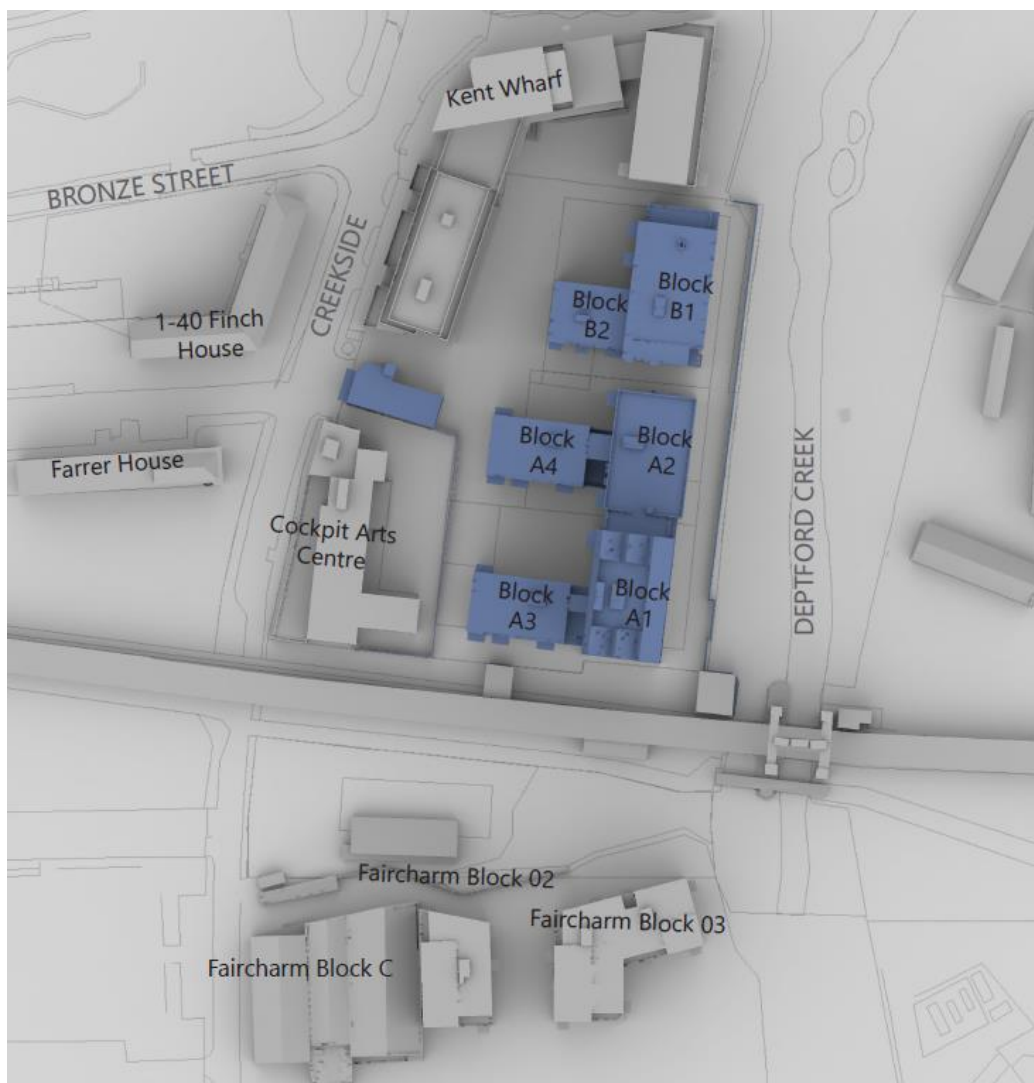 Kent Wharf
BRONZE STREET
CREEKSIDE
Block
B1
Block
B2
1-40 Finch
House
Block
A4
Block
A2
Farrer House
Cockpit Arts
Centre
Block
A3
Block
A1
DEPTFORD CREEK
Faircharm Block 02
Faircharm Block 03
Faircharm Block C